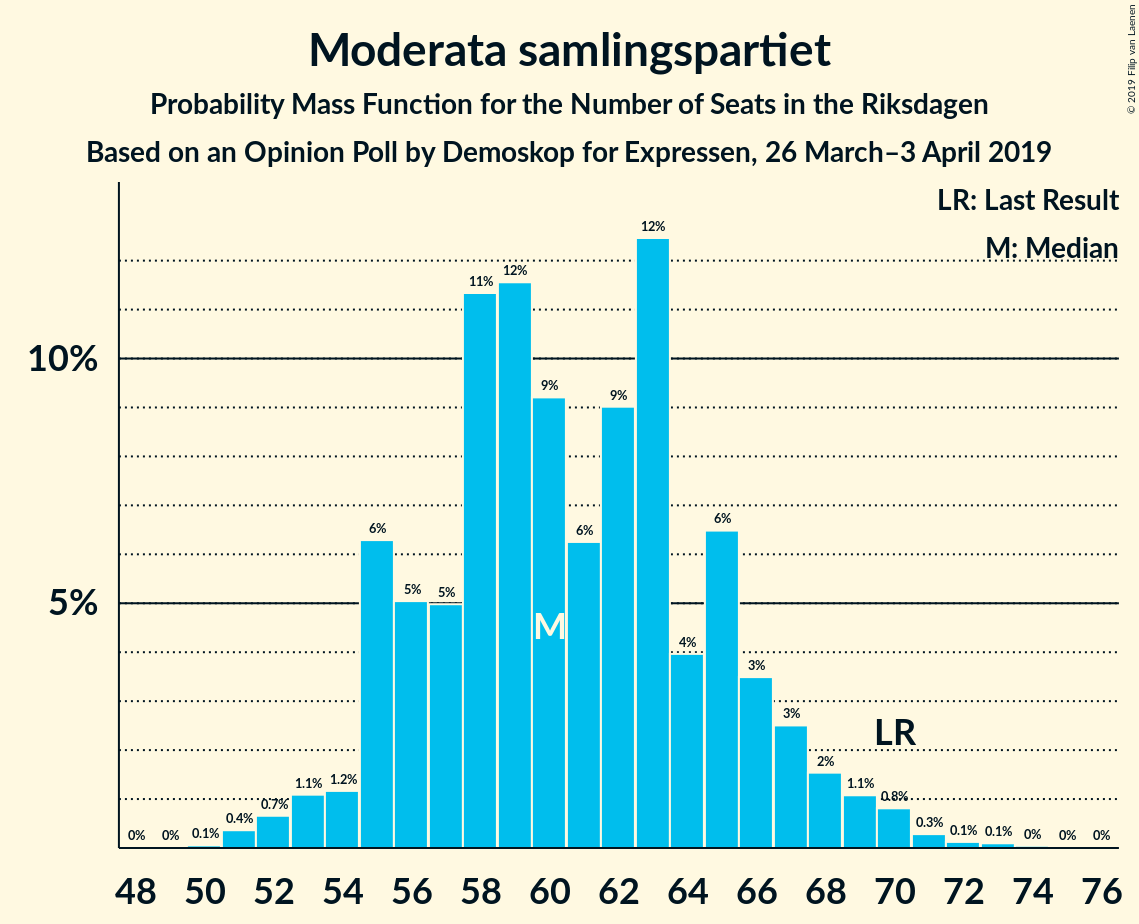 Moderata samlingspartiet
Probability Mass Function for the Number of Seats in the Riksdagen
Based on an Opinion Poll by Demoskop for Expressen, 26 March–3 April 2019
© 2019 Filip van Laenen
LR: Last Result
M: Median
10%
5%
0% 0% 0.1% 0.4% 0.7% 1.1% 1.2% 6% 5% 5% 11% 12% 9% 6% 9% 12% 4% 6% 3% 3% 2% 1.1% 0.8% 0.3% 0.1% 0.1% 0% 0% 0%
M
LR
48 50 52 54 56 58 60 62 64 66 68 70 72 74 76